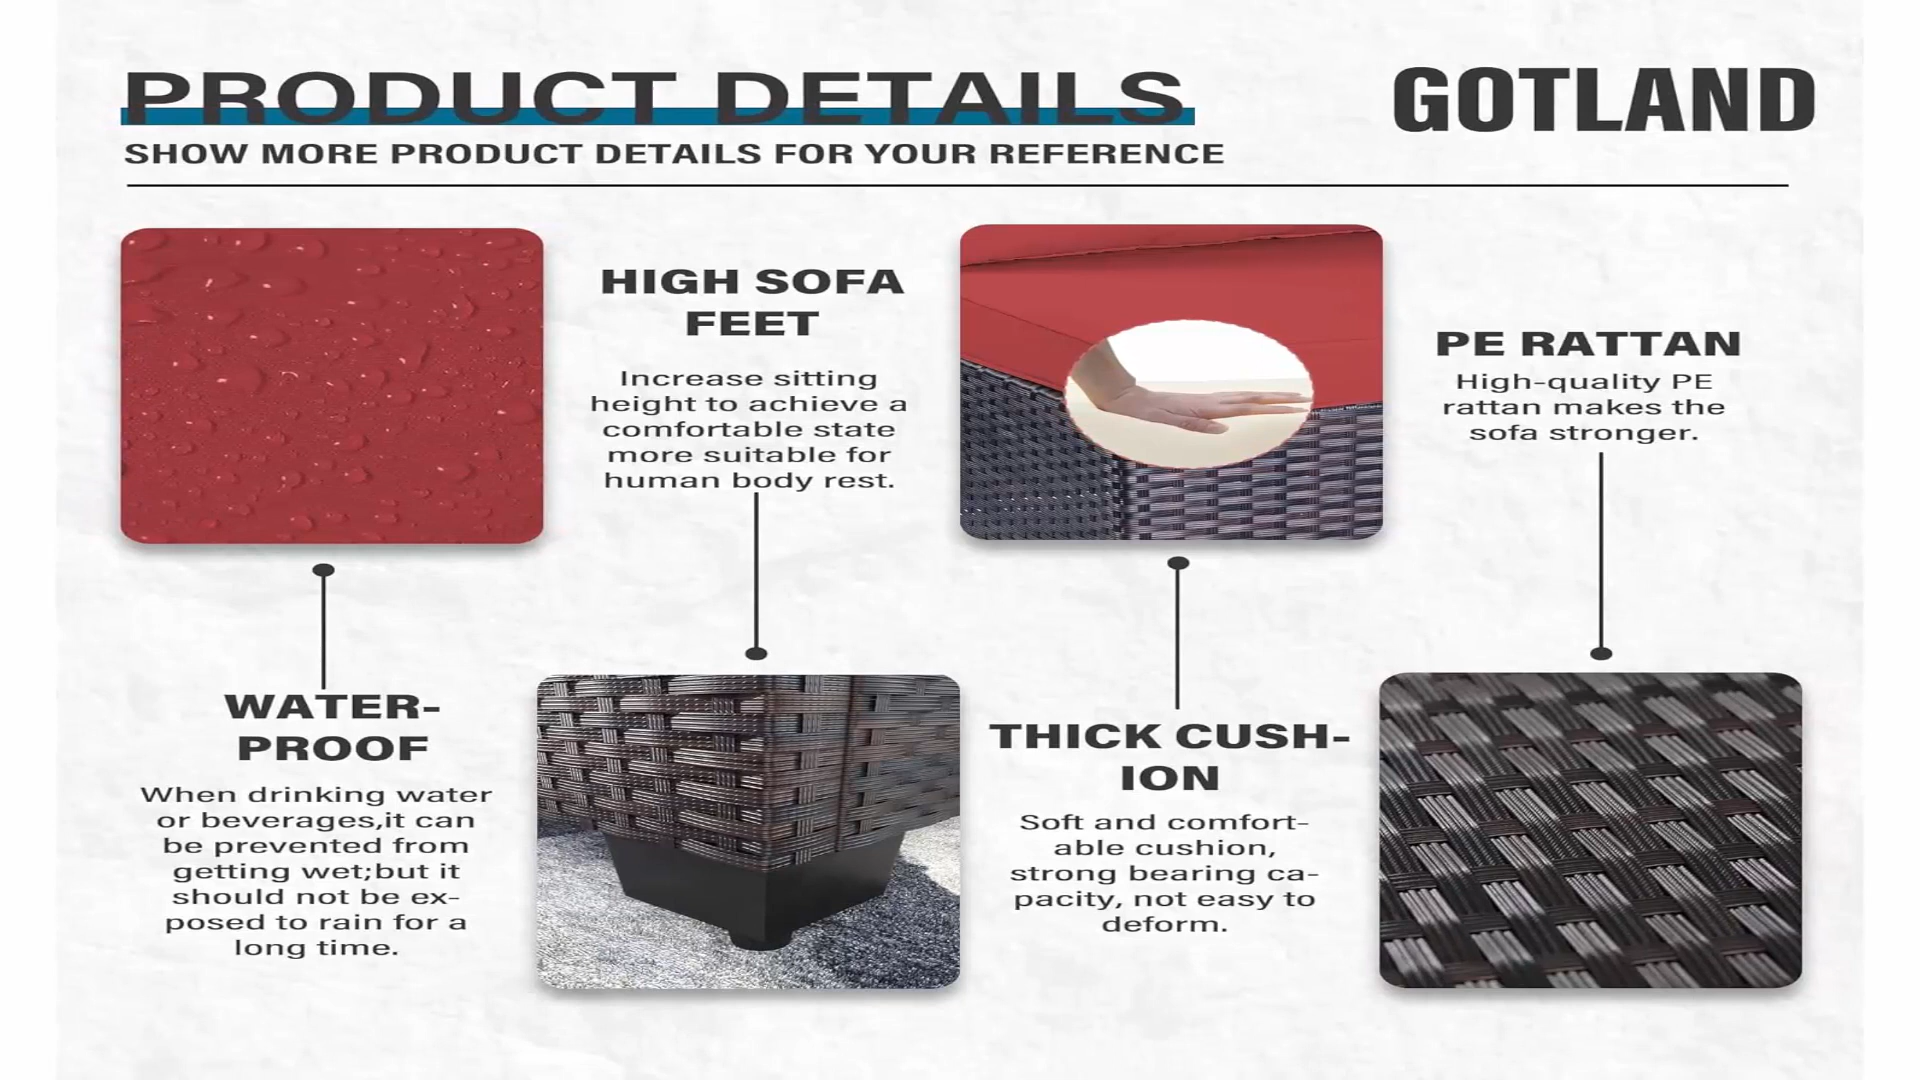 PRODUCT DETAILS
GOTLAND
SHOW MORE PRODUCT DETAILS FOR YOUR REFERENCE
HIGH SOFA
FEET
Increase sitting
height to achieve a
comfortable state
more suitable for
human body rest.
PE RATTAN
High-quality PE
rattan makes the
sofa stronger.
WATER-
PROOF
When drinking water
or beverages,it can
be prevented from
getting wet;but it
should not be ex-
posed to rain for a
long time.
THICK CUSH-
ION
Soft and comfort-
able cushion,
strong bearing ca-
pacity, not easy to
deform.